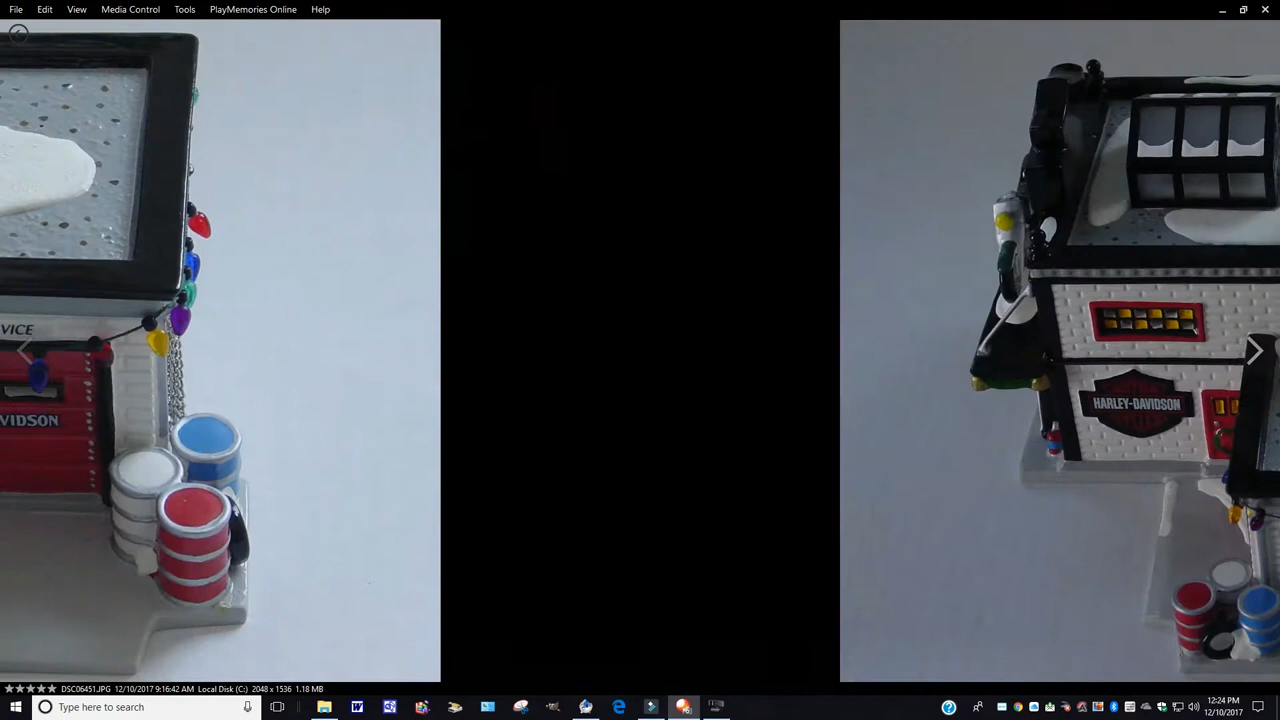 File Edit View Media Control Tools PlayMemories Online Help
VICE
VIDSON
HARLEY-DAVIDSON
DSC06451.JPG 12/10/2017 9:16:42 AM Local Disk (C:) 2048 x 1536 1.18 MB
Type here to search
12:24 PM
12/10/2017